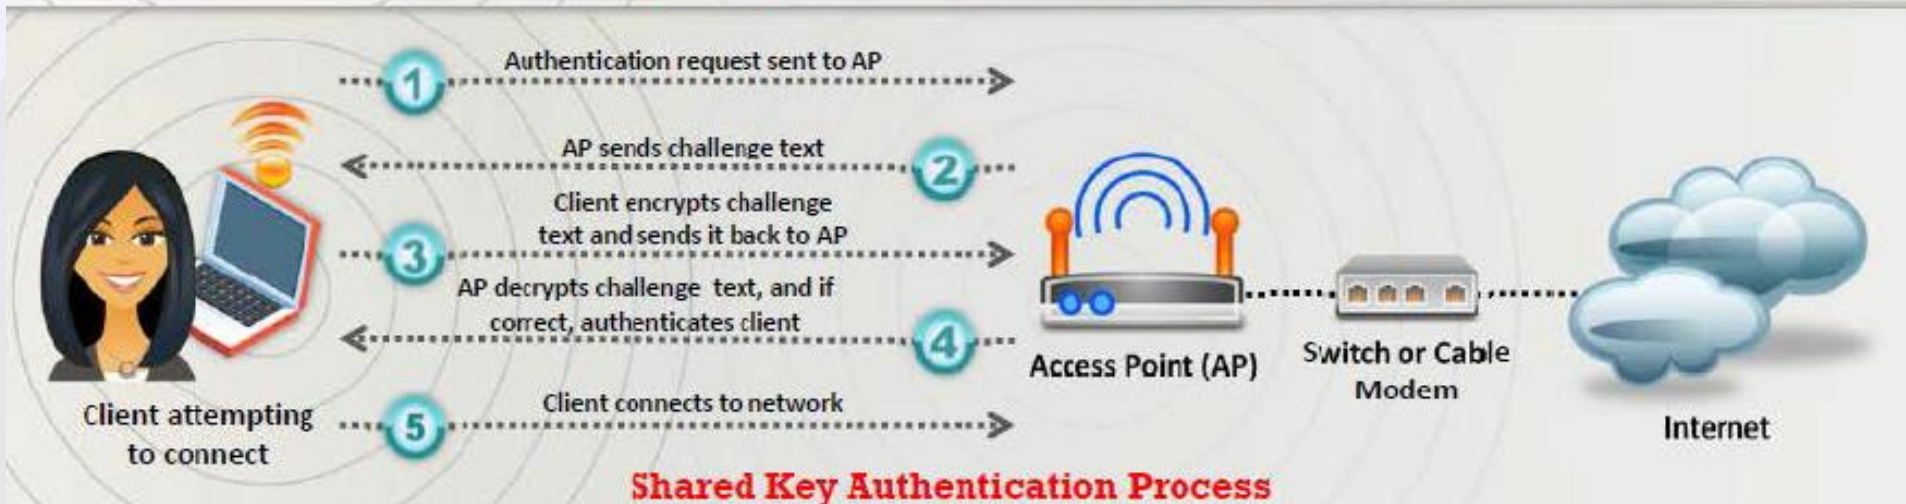 1
Authentication request sent to AP
AP sends challenge text
2
Client encrypts challenge
text and sends it back to AP
3
AP decrypts challenge text, and if
correct, authenticates client
4
Client connects to network
5
Client attempting
to connect
Access Point (AP)
Switch or Cable
Modem
Internet
Shared Key Authentication Process